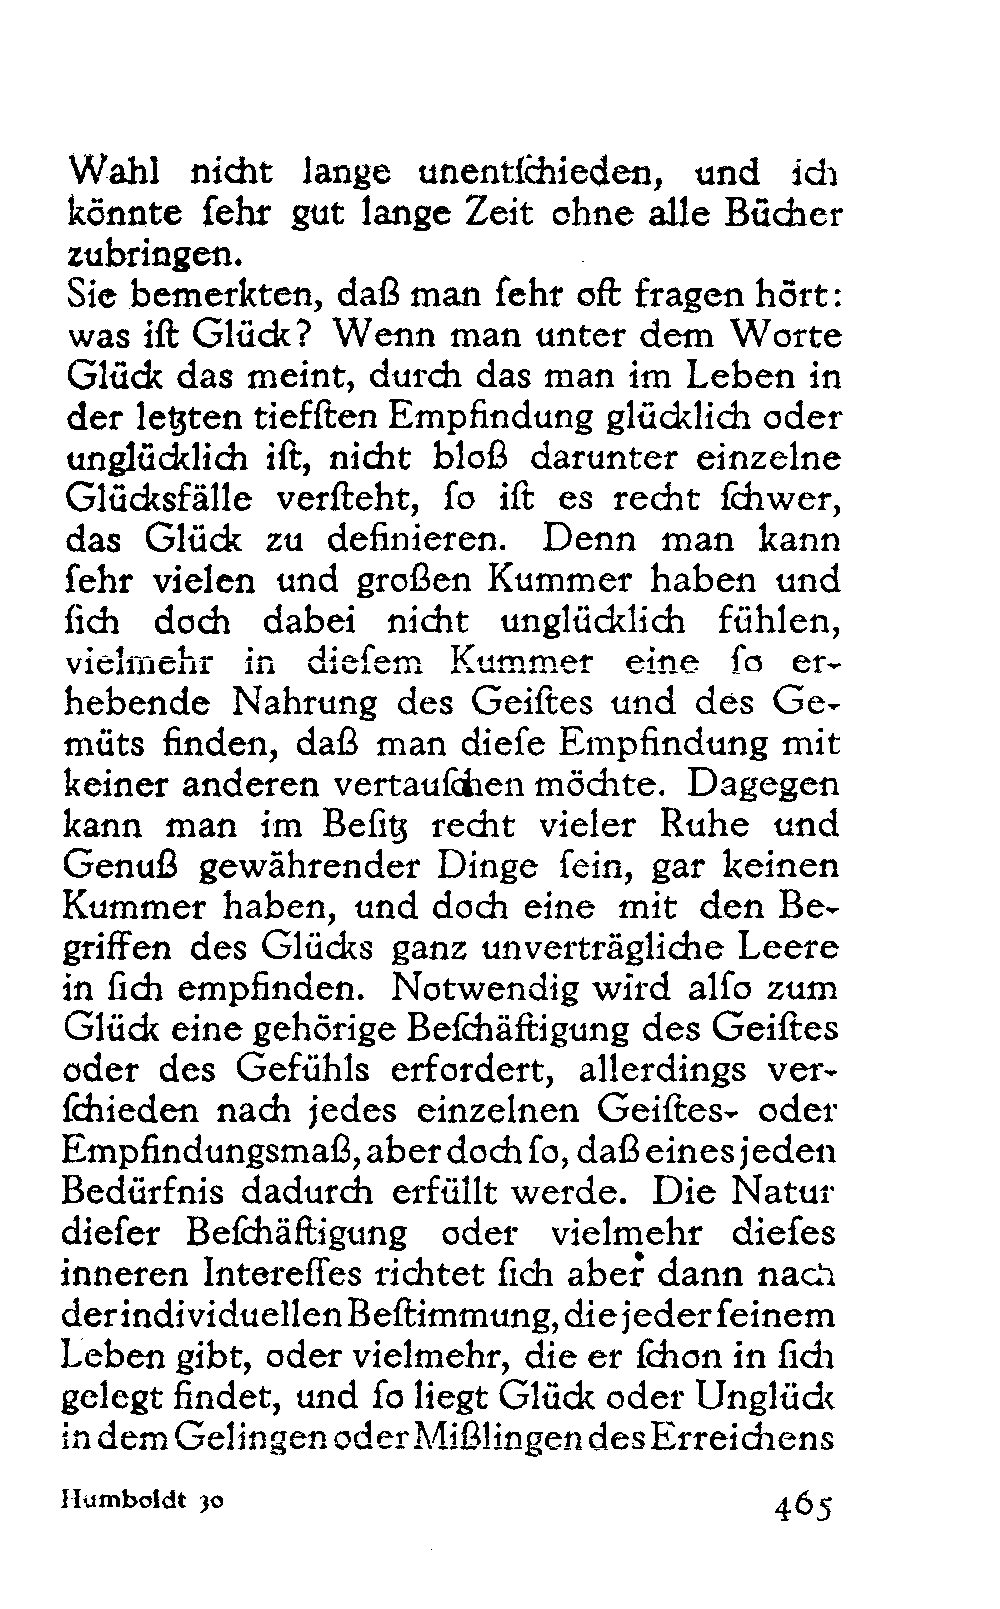 Wahl nicht lange unentſchieden, und ich
könnte ſehr gut lange Zeit ohne alle Bücher
zubringen.
Sie bemerkten, daß man ſehr oft fragen hört:
was iſt Glück? Wenn man unter dem Worte
Glück das meint, durch das man im Leben in
der letzten tiefſten Empfindung glücklich oder
unglücklich iſt, nicht bloß darunter einzelne
Glücksfälle verſteht, ſo iſt es recht ſchwer,
das Glück zu definieren. Denn man kann
ſehr vielen und großen Kummer haben und
ſich doch dabei nicht unglücklich fühlen,
vielmehr in dieſem Kummer eine ſo er-
hebende Nahrung des Geiſtes und des Ge-
müts finden, daß man dieſe Empfindung mit
keiner anderen vertauſchen möchte. Dagegen
kann man im Beſitz recht vieler Ruhe und
Genuß gewährender Dinge ſein, gar keinen
Kummer haben, und doch eine mit den Be-
griffen des Glücks ganz unverträgliche Leere
in ſich empfinden. Notwendig wird alſo zum
Glück eine gehörige Beſchäftigung des Geiſtes
oder des Gefühls erfordert, allerdings ver-
ſchieden nach jedes einzelnen Geiſtes- oder
Empfindungsmaß, aber doch ſo, daß eines jeden
Bedürfnis dadurch erfüllt werde. Die Natur
dieſer Beſchäftigung oder vielmehr dieſes
inneren Intereſſes richtet ſich aber dann nach
der individuellen Beſtimmung, die jeder ſeinem
Leben gibt, oder vielmehr, die er ſchon in ſich
gelegt findet, und ſo liegt Glück oder Unglück
in dem Gelingen oder Mißlingen des Erreichens
Humboldt 30
465